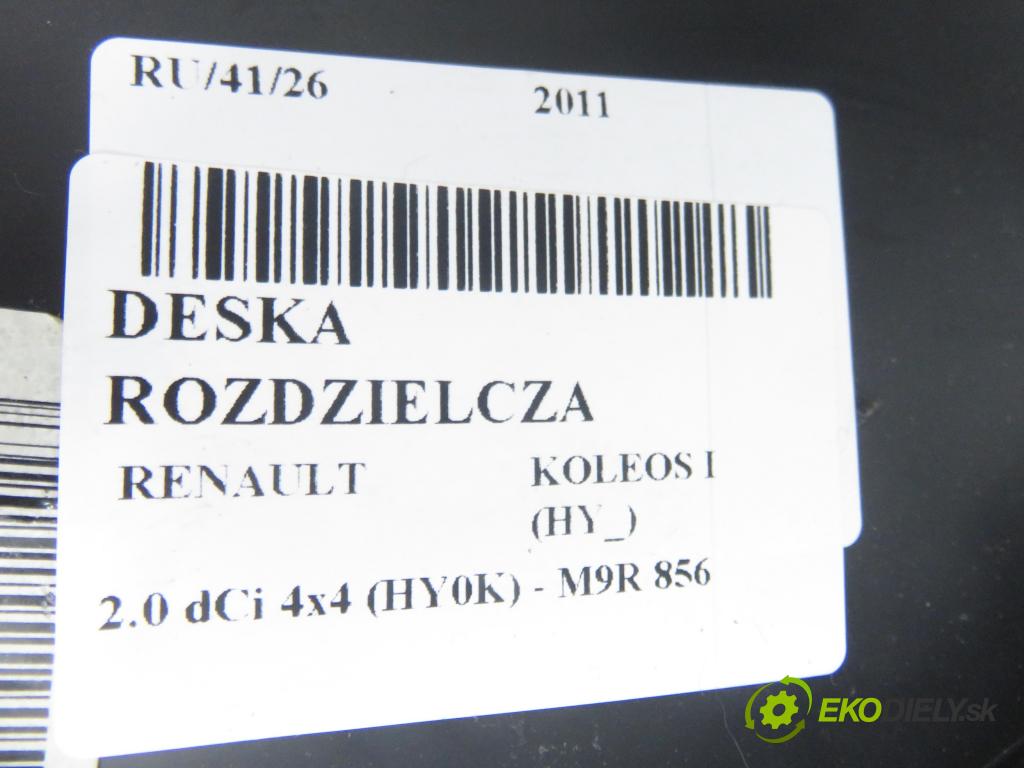 RU/41/26 2011
DESKA
ROZDZIELCZA
RENAULT KOLEOS I
(HY_)
2.0 dCi 4x4 (HY0K) - M9R 856
EKODIELY.sk